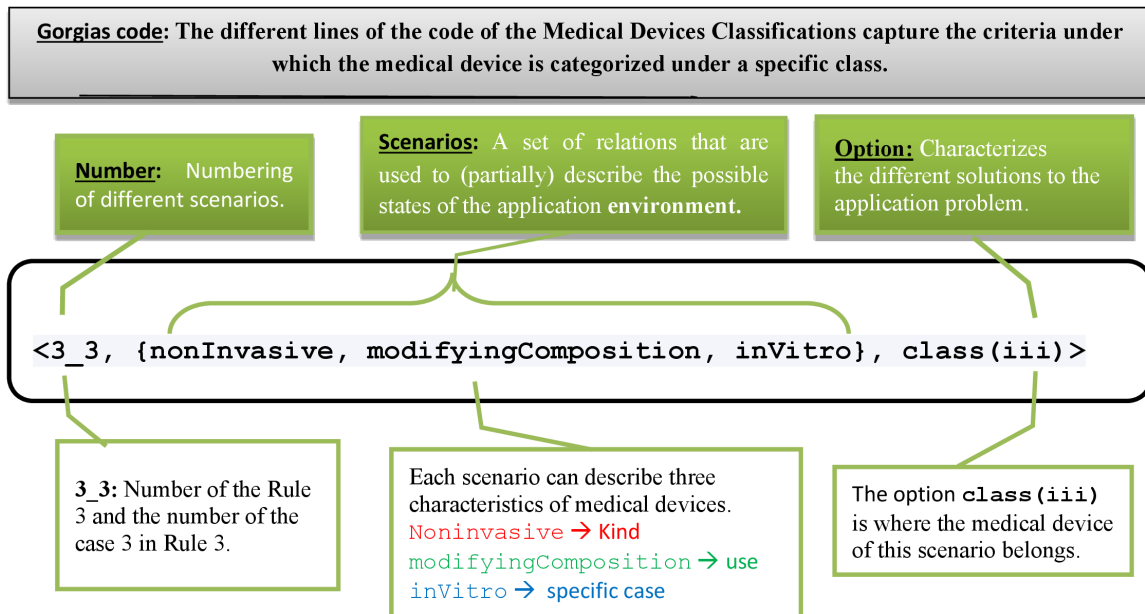 Gorgias code: The different lines of the code of the Medical Devices Classifications capture the criteria under
which the medical device is categorized under a specific class.
Number: Numbering
of different scenarios.
Scenarios: A set of relations that are
used to (partially) describe the possible
states of the application environment.
Option: Characterizes
the different solutions to the
application problem.
<3_3, {nonInvasive, modifyingComposition, inVitro}, class(iii)>
3_3: Number of the Rule
3 and the number of the
case 3 in Rule 3.
Each scenario can describe three
characteristics of medical devices.
Noninvasive → Kind
modifyingComposition → use
inVitro → specific case
The option class(iii)
is where the medical device
of this scenario belongs.